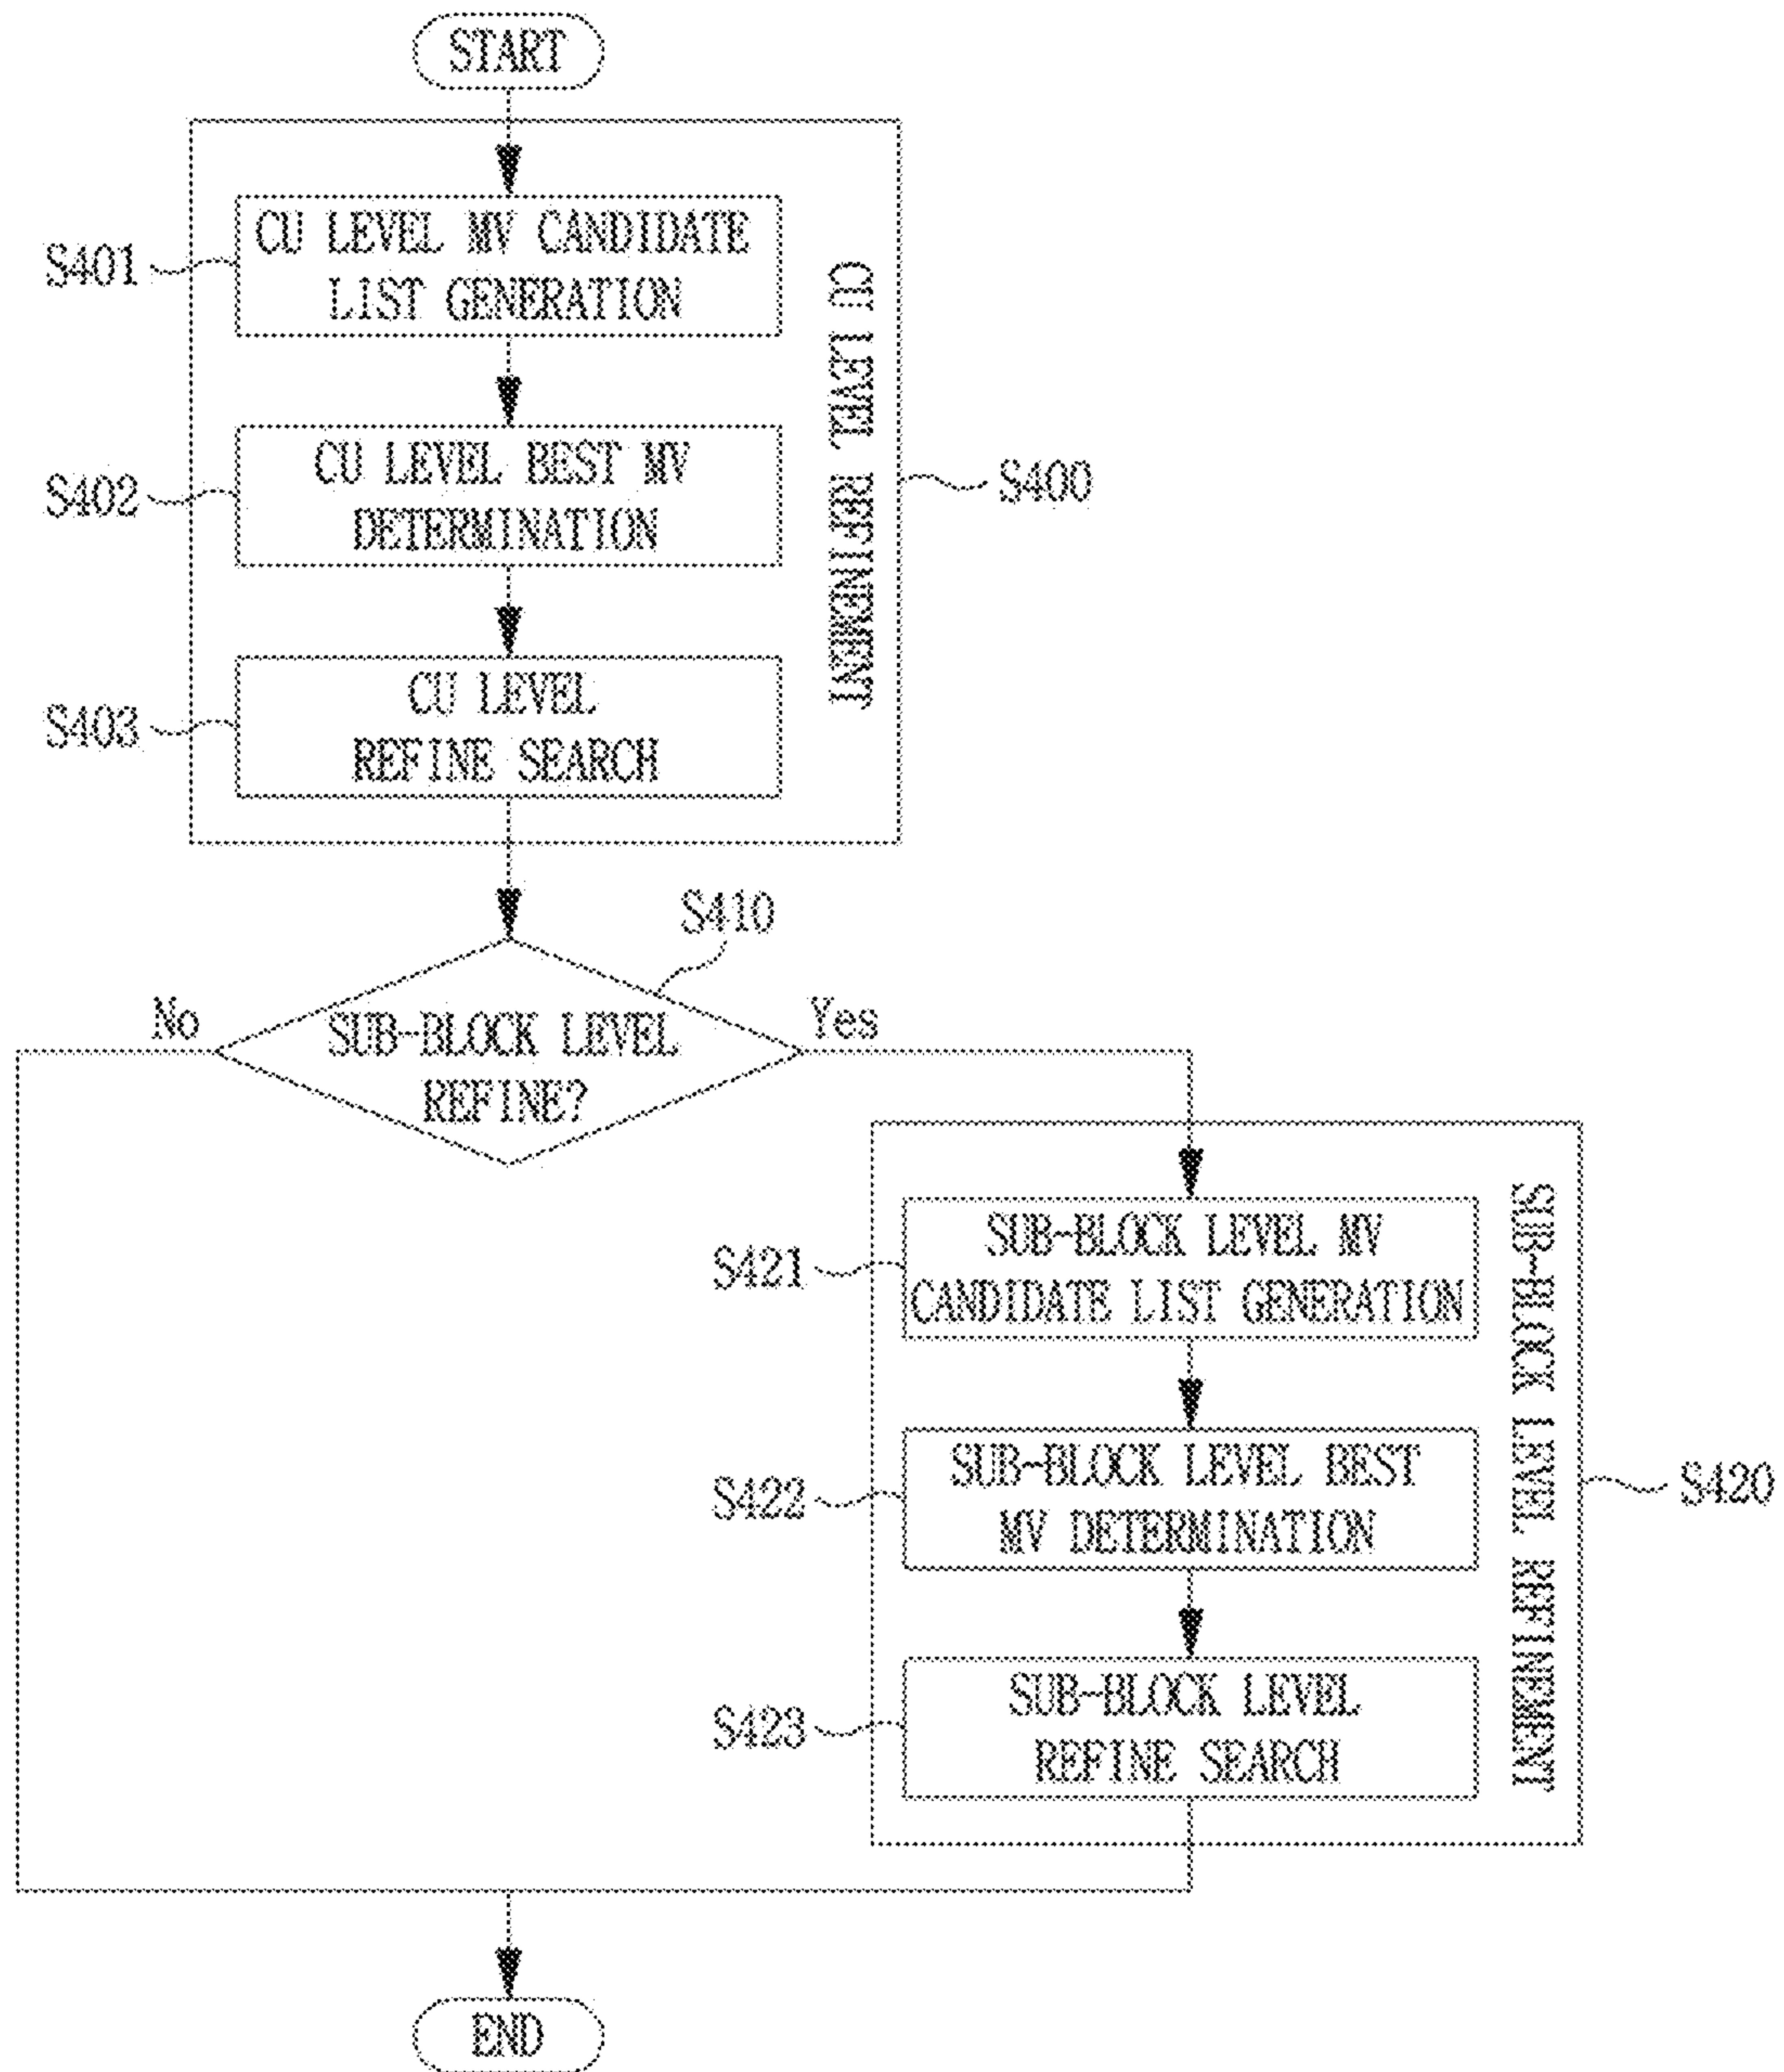 START
CU LEVEL MV CANDIDATE
LIST GENERATION
S401
CU LEVEL BEST MV
DETERMINATION
S402
CU LEVEL
REFINE SEARCH
S403
CU LEVEL REFINEMENT
S400
S410
No
SUB-BLOCK LEVEL
REFINE?
Yes
SUB-BLOCK LEVEL MV
CANDIDATE LIST GENERATION
S421
SUB-BLOCK LEVEL BEST
MV DETERMINATION
S422
SUB-BLOCK LEVEL
REFINE SEARCH
S423
SUB-BLOCK LEVEL REFINEMENT
S420
END